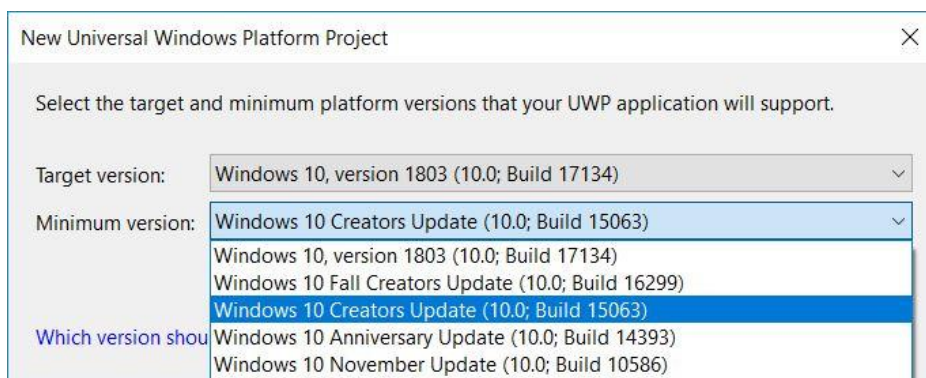 New Universal Windows Platform Project
Select the target and minimum platform versions that your UWP application will support.
Target version: Windows 10, version 1803 (10.0; Build 17134)
Minimum version: Windows 10 Creators Update (10.0; Build 15063)
Windows 10, version 1803 (10.0; Build 17134)
Windows 10 Fall Creators Update (10.0; Build 16299)
Windows 10 Creators Update (10.0; Build 15063)
Which version shou Windows 10 Anniversary Update (10.0; Build 14393)
Windows 10 November Update (10.0; Build 10586)